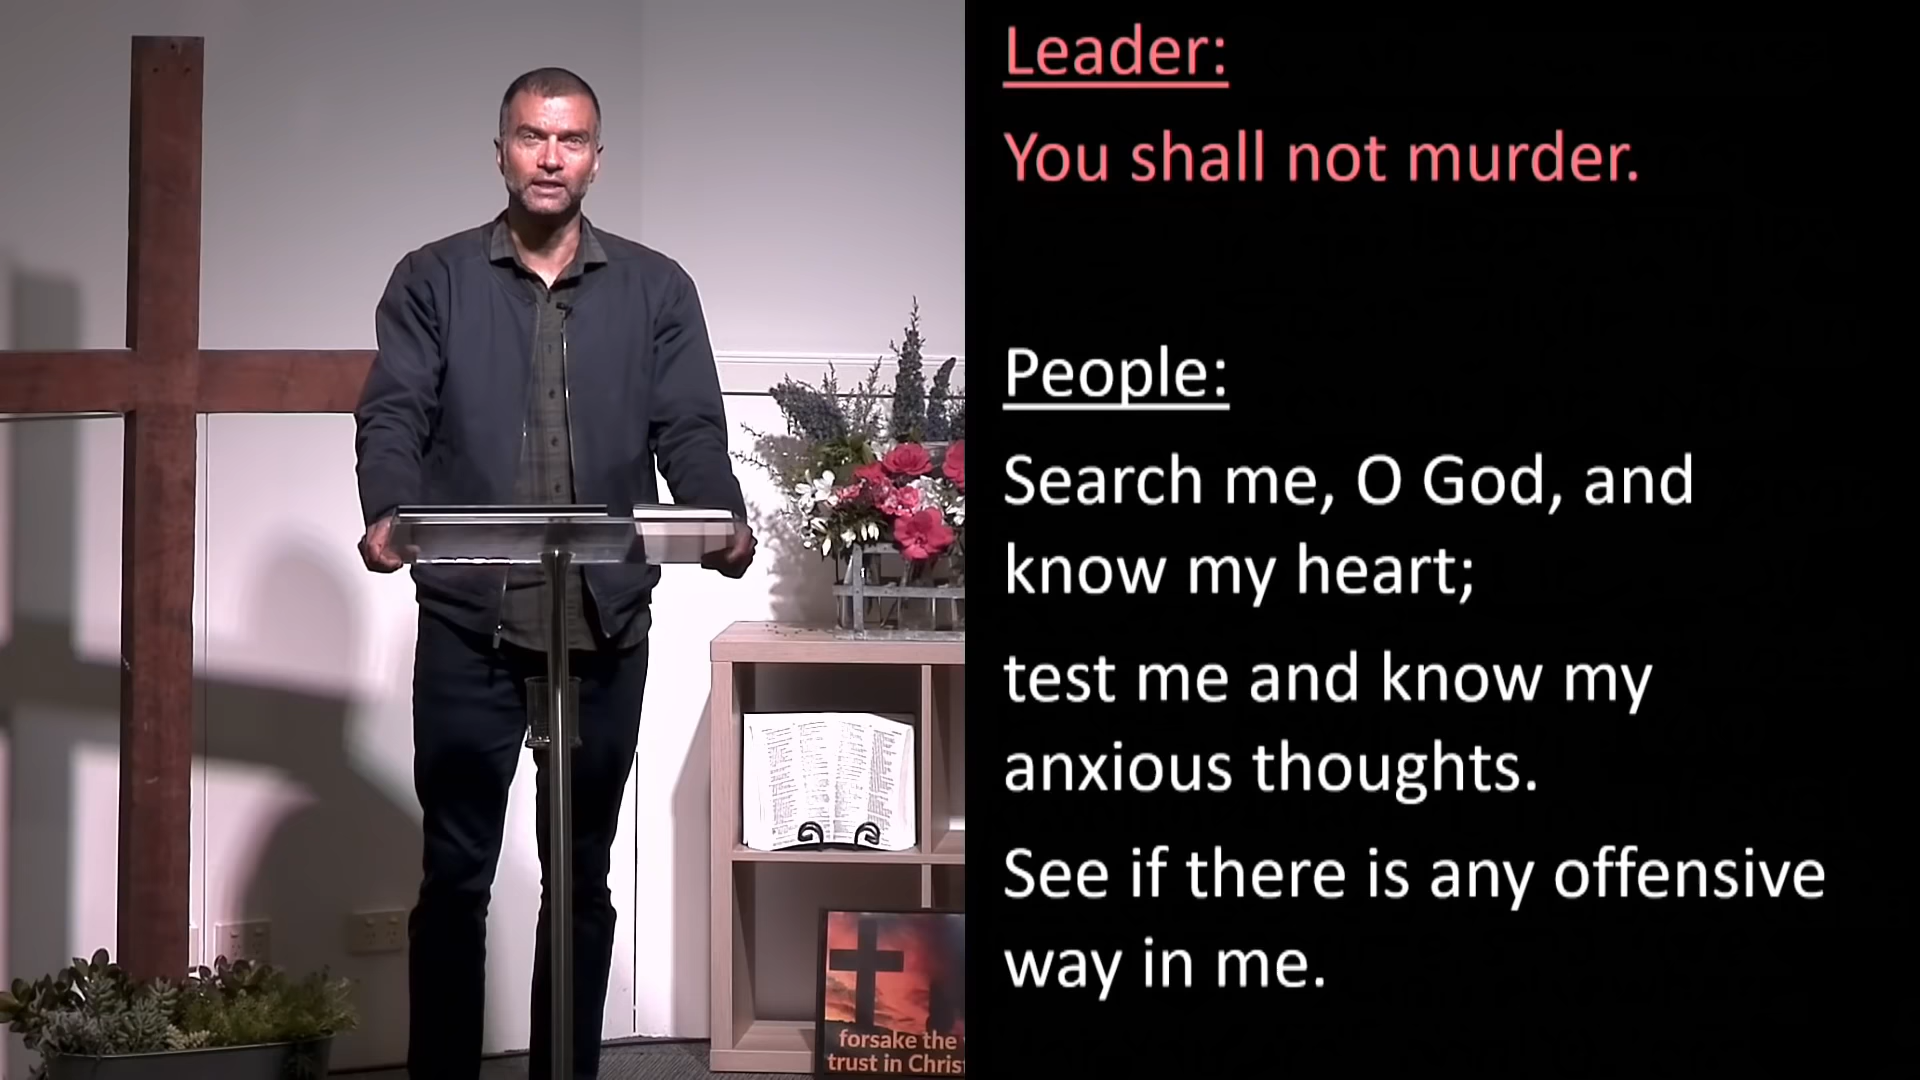 Leader:
You shall not murder.
People:
Search me, O God, and
know my heart;
test me and know my
anxious thoughts.
See if there is any offensive
way in me.
forsake the
trust in Chris